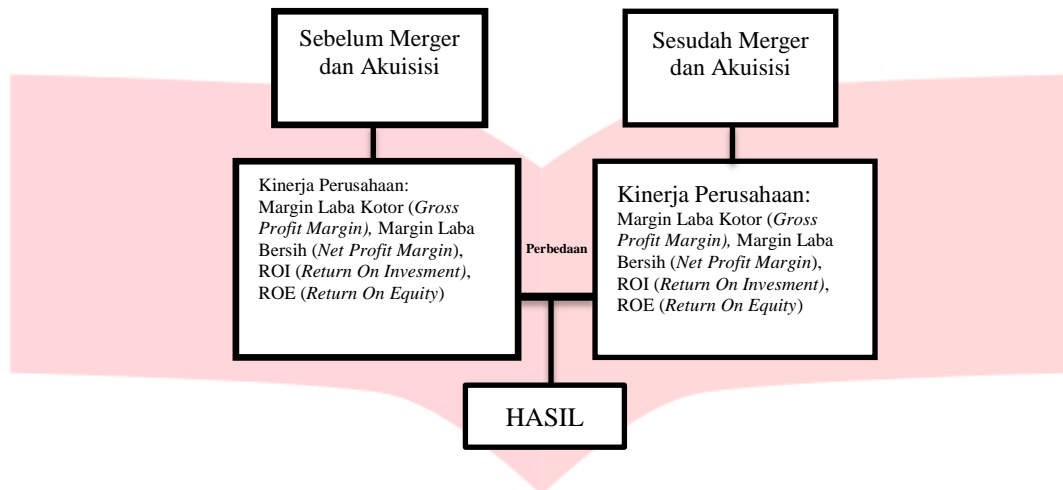 Sebelum Merger
dan Akuisisi
Sesudah Merger
dan Akuisisi
Kinerja Perusahaan:
Margin Laba Kotor (Gross
Profit Margin), Margin Laba
Bersih (Net Profit Margin),
ROI (Return On Invesment),
ROE (Return On Equity)
Perbedaan
Kinerja Perusahaan:
Margin Laba Kotor (Gross
Profit Margin), Margin Laba
Bersih (Net Profit Margin),
ROI (Return On Invesment),
ROE (Return On Equity)
HASIL